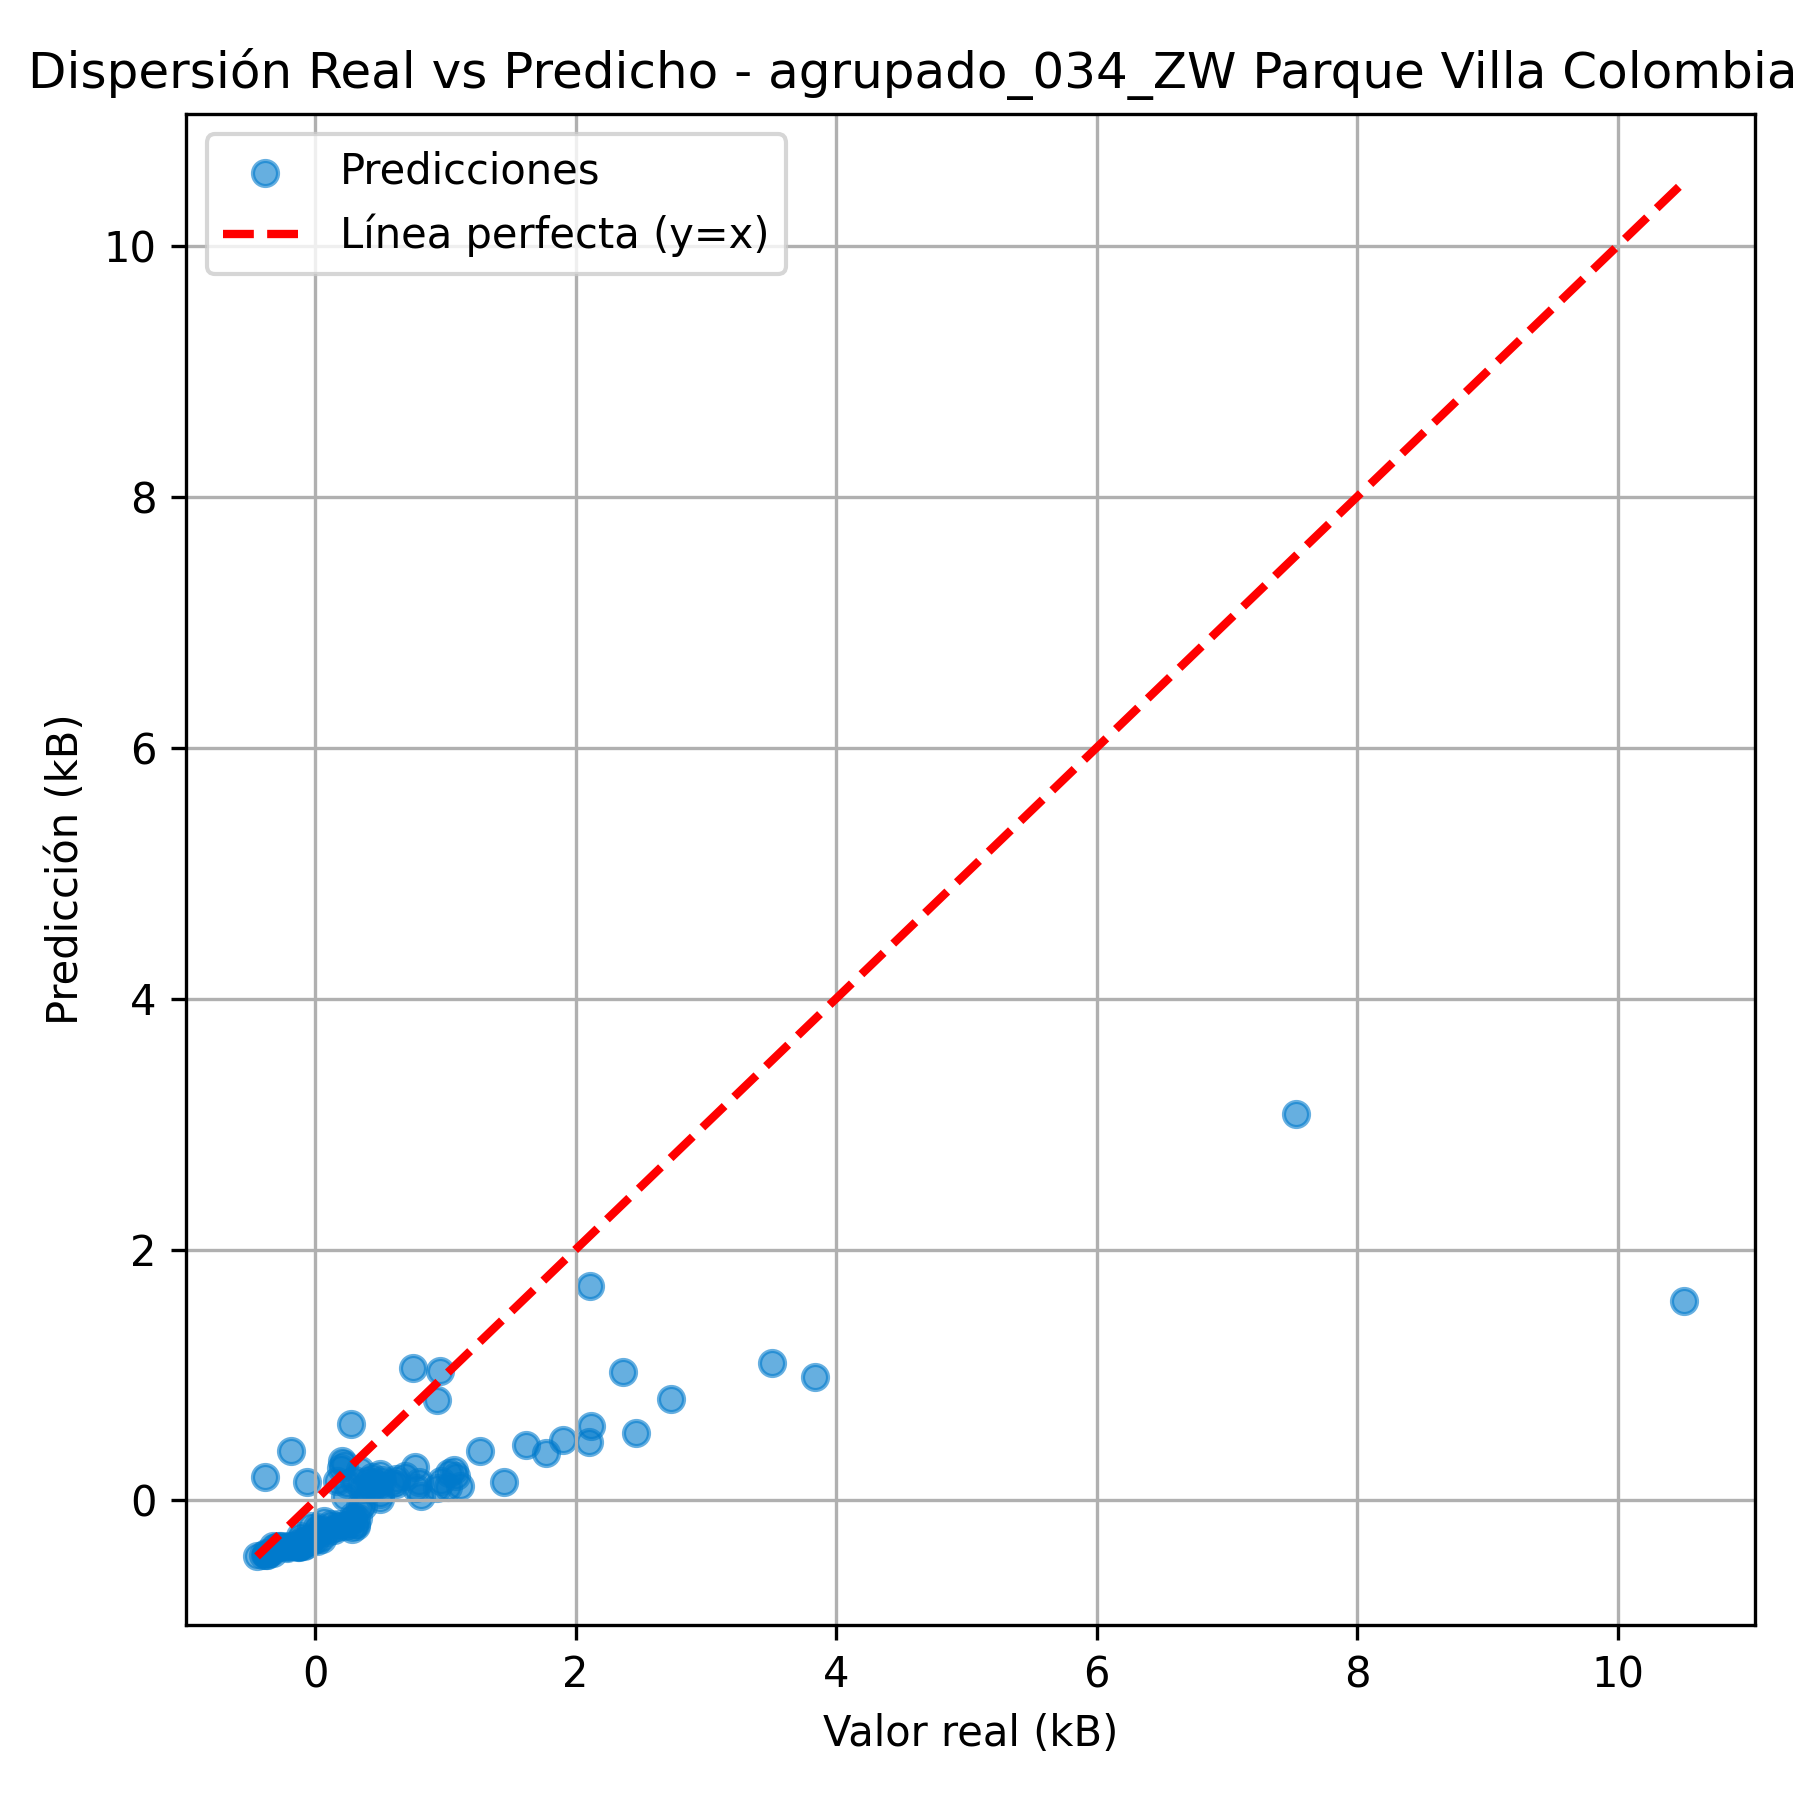 Dispersión Real vs Predicho - agrupado_034_ZW Parque Villa Colombia
Predicciones
Línea perfecta (y=x)
10
8
6
4
2
0
Predicción (kB)
0 2 4 6 8 10
Valor real (kB)